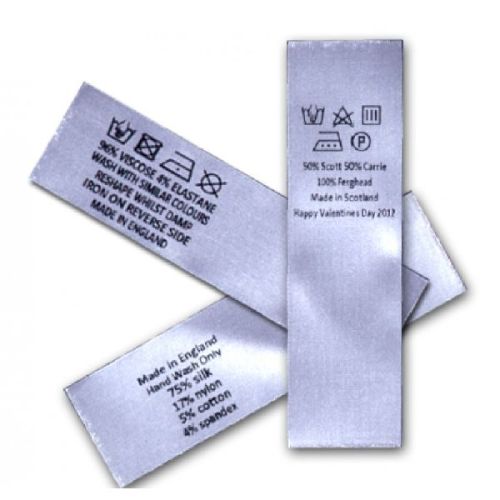 96% VISCOSE 4% ELASTANE
WASH WITH SIMILAR COLOURS
RESHAPE WHILST DAMP
IRON ON REVERSE SIDE
MADE IN ENGLAND
P
50% Scott 50% Carrie
100% Ferghead
Made in Scotland
Happy Valentines Day 2012
Made in England
Hand Wash Only
75% silk
17% nylon
5% cotton
4% spandex